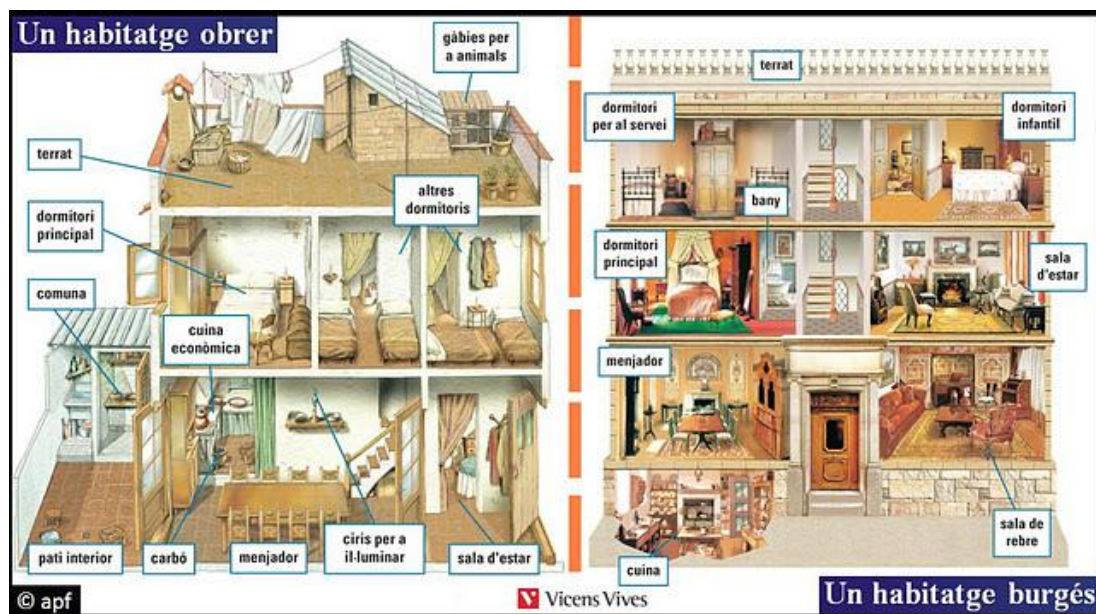 Un habitatge obrer
gàbies per
a animals
terrat
dormitori
principal
altres
dormitoris
comuna
cuina
econòmica
pati interior
carbó
menjador
ciris per a
il·luminar
sala d'estar
© apf
V Vicens Vives
terrat
dormitori
per al servei
dormitori
infantil
bany
dormitori
principal
sala
d'estar
menjador
sala de
rebre
cuina
Un habitatge burgés